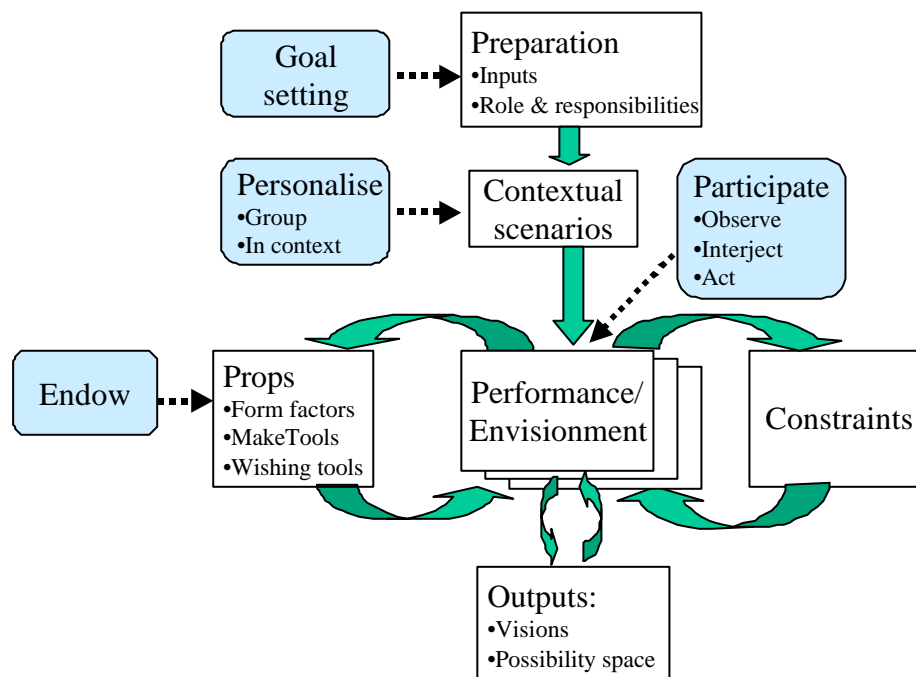 Goal
setting
Preparation
•Inputs
•Role & responsibilities
Personalise
•Group
•In context
Contextual
scenarios
Participate
•Observe
•Interject
•Act
Endow
Props
•Form factors
•MakeTools
•Wishing tools
Performance/
Envisionment
Constraints
Outputs:
•Visions
•Possibility space